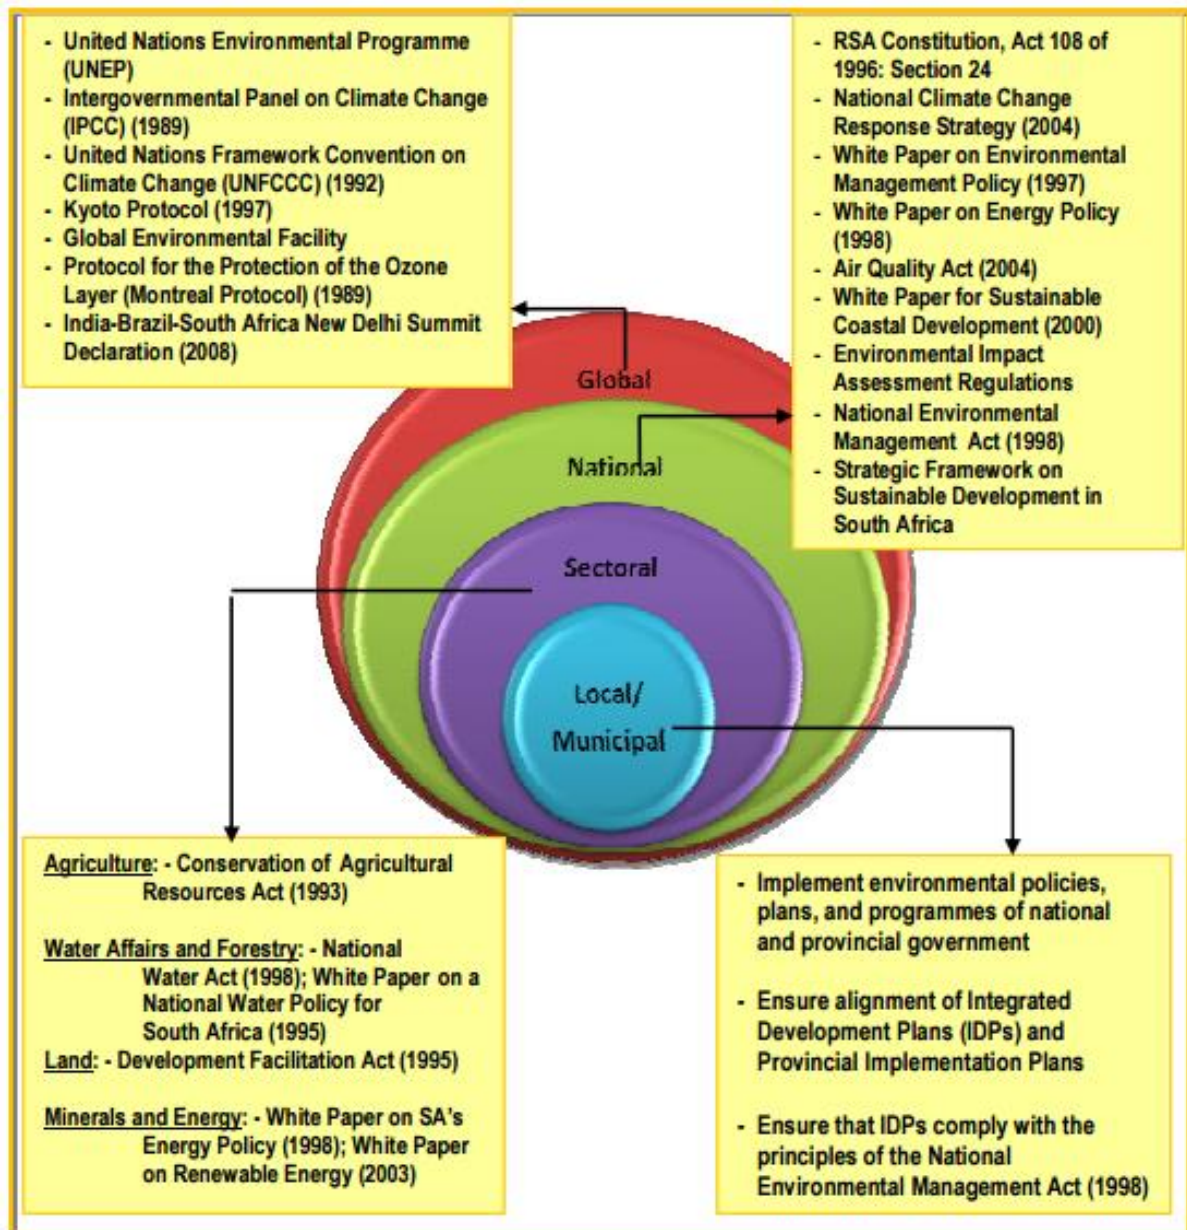 - United Nations Environmental Programme
(UNEP)
- Intergovernmental Panel on Climate Change
(IPCC) (1989)
- United Nations Framework Convention on
Climate Change (UNFCCC) (1992)
- Kyoto Protocol (1997)
- Global Environmental Facility
- Protocol for the Protection of the Ozone
Layer (Montreal Protocol) (1989)
- India-Brazil-South Africa New Delhi Summit
Declaration (2008)
- RSA Constitution, Act 108 of
1996: Section 24
- National Climate Change
Response Strategy (2004)
- White Paper on Environmental
Management Policy (1997)
- White Paper on Energy Policy
(1998)
- Air Quality Act (2004)
- White Paper for Sustainable
Coastal Development (2000)
- Environmental Impact
Assessment Regulations
- National Environmental
Management Act (1998)
- Strategic Framework on
Sustainable Development in
South Africa
Global
National
Sectoral
Local/
Municipal
Agriculture: - Conservation of Agricultural
Resources Act (1993)
Water Affairs and Forestry: - National
Water Act (1998); White Paper on a
National Water Policy for
South Africa (1995)
Land: - Development Facilitation Act (1995)
Minerals and Energy: - White Paper on SA's
Energy Policy (1998); White Paper
on Renewable Energy (2003)
- Implement environmental policies,
plans, and programmes of national
and provincial government
- Ensure alignment of Integrated
Development Plans (IDPs) and
Provincial Implementation Plans
- Ensure that IDPs comply with the
principles of the National
Environmental Management Act (1998)